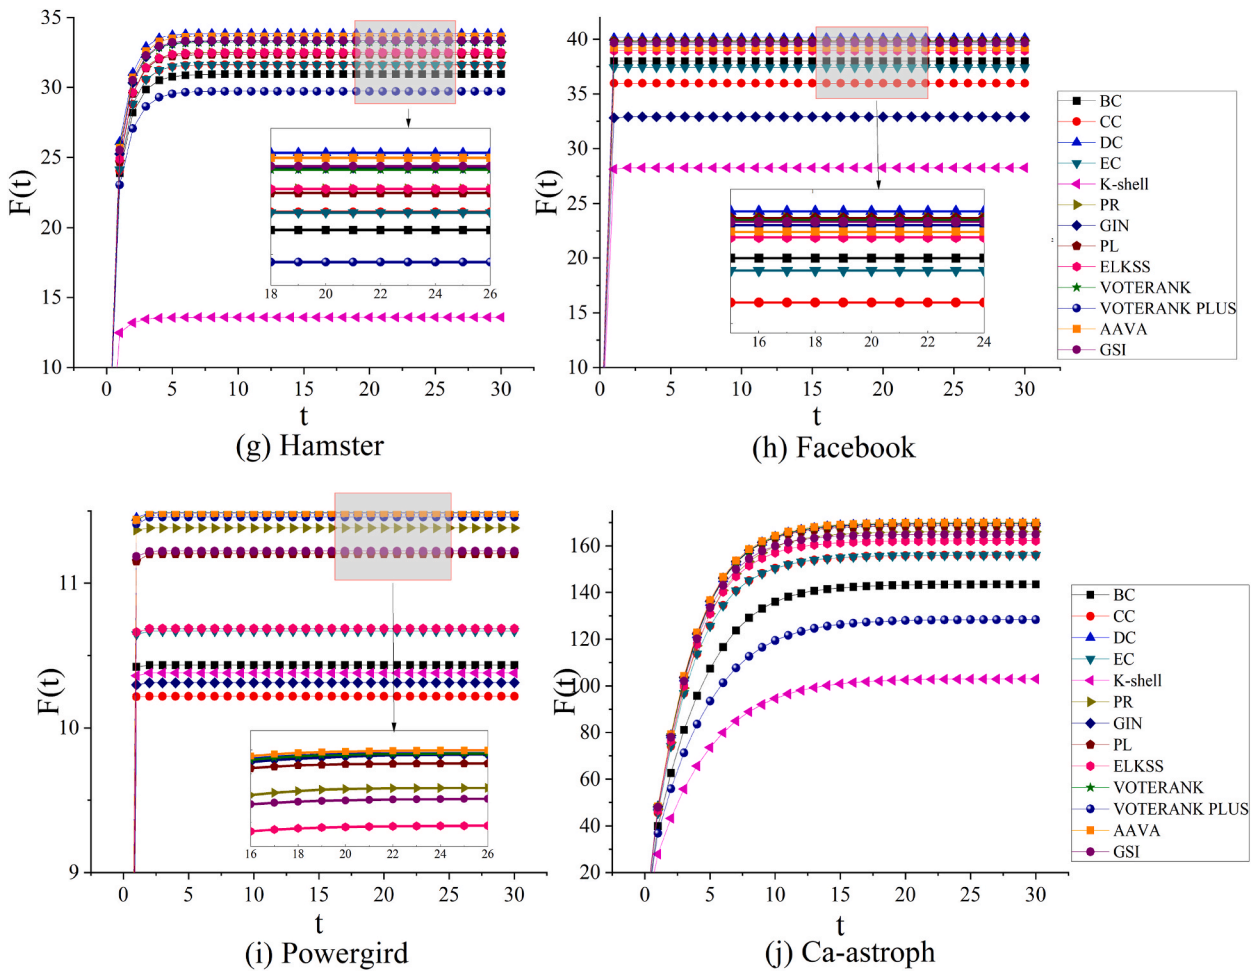 35
30
25
20
15
10
F(t)
18 20 22 24 26
0 5 10 15 20 25 30
t
(g) Hamster
40
35
30
25
20
15
10
F(t)
16 18 20 22 24
0 5 10 15 20 25 30
t
(h) Facebook
BC
CC
DC
EC
K-shell
PR
GIN
PL
ELKSS
VOTERANK
VOTERANK PLUS
AAVA
GSI
11
10
9
F(t)
16 18 20 22 24 26
0 5 10 15 20 25 30
t
(i) Powergird
160
140
120
100
80
60
40
20
F(t)
0 5 10 15 20 25 30
t
(j) Ca-astroph
BC
CC
DC
EC
K-shell
PR
GIN
PL
ELKSS
VOTERANK
VOTERANK PLUS
AAVA
GSI